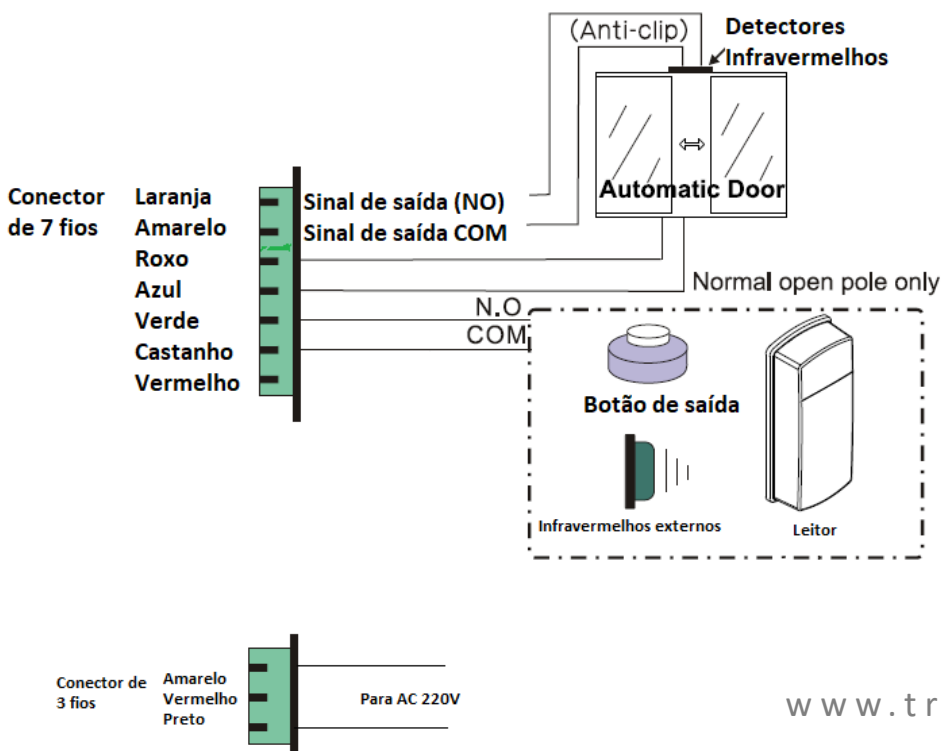 (Anti-clip)
Detectores
Infravermelhos
Automatic Door
Conector
de 7 fios
Laranja
Amarelo
Roxo
Azul
Verde
Castanho
Vermelho
Sinal de saída (NO)
Sinal de saída COM
Normal open pole only
N.O
COM
Botão de saída
Infravermelhos externos
Leitor
Conector de
3 fios
Amarelo
Vermelho
Preto
Para AC 220V
www.tr